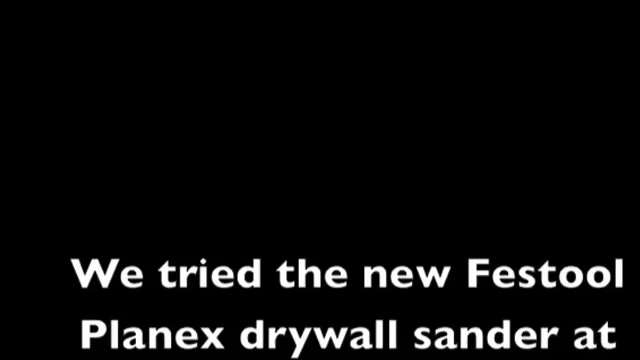 We tried the new Festool
Planex drywall sander at